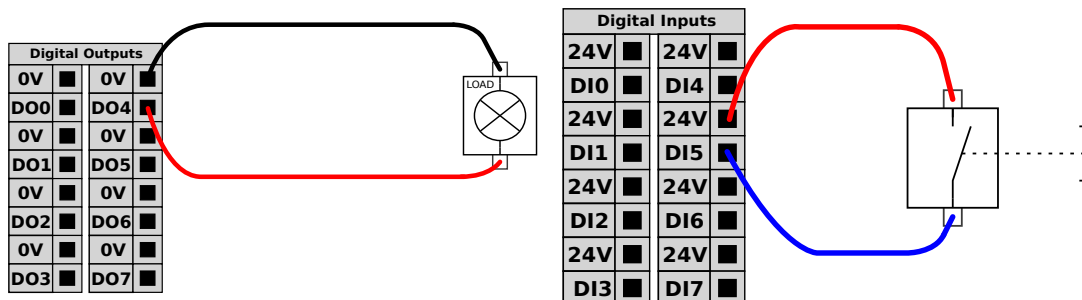 Digital Outputs
0V 0V
DO0 DO4
0V 0V
DO1 DO5
0V 0V
DO2 DO6
0V 0V
DO3 DO7
LOAD
Digital Inputs
24V 24V
DI0 DI4
24V 24V
DI1 DI5
24V 24V
DI2 DI6
24V 24V
DI3 DI7